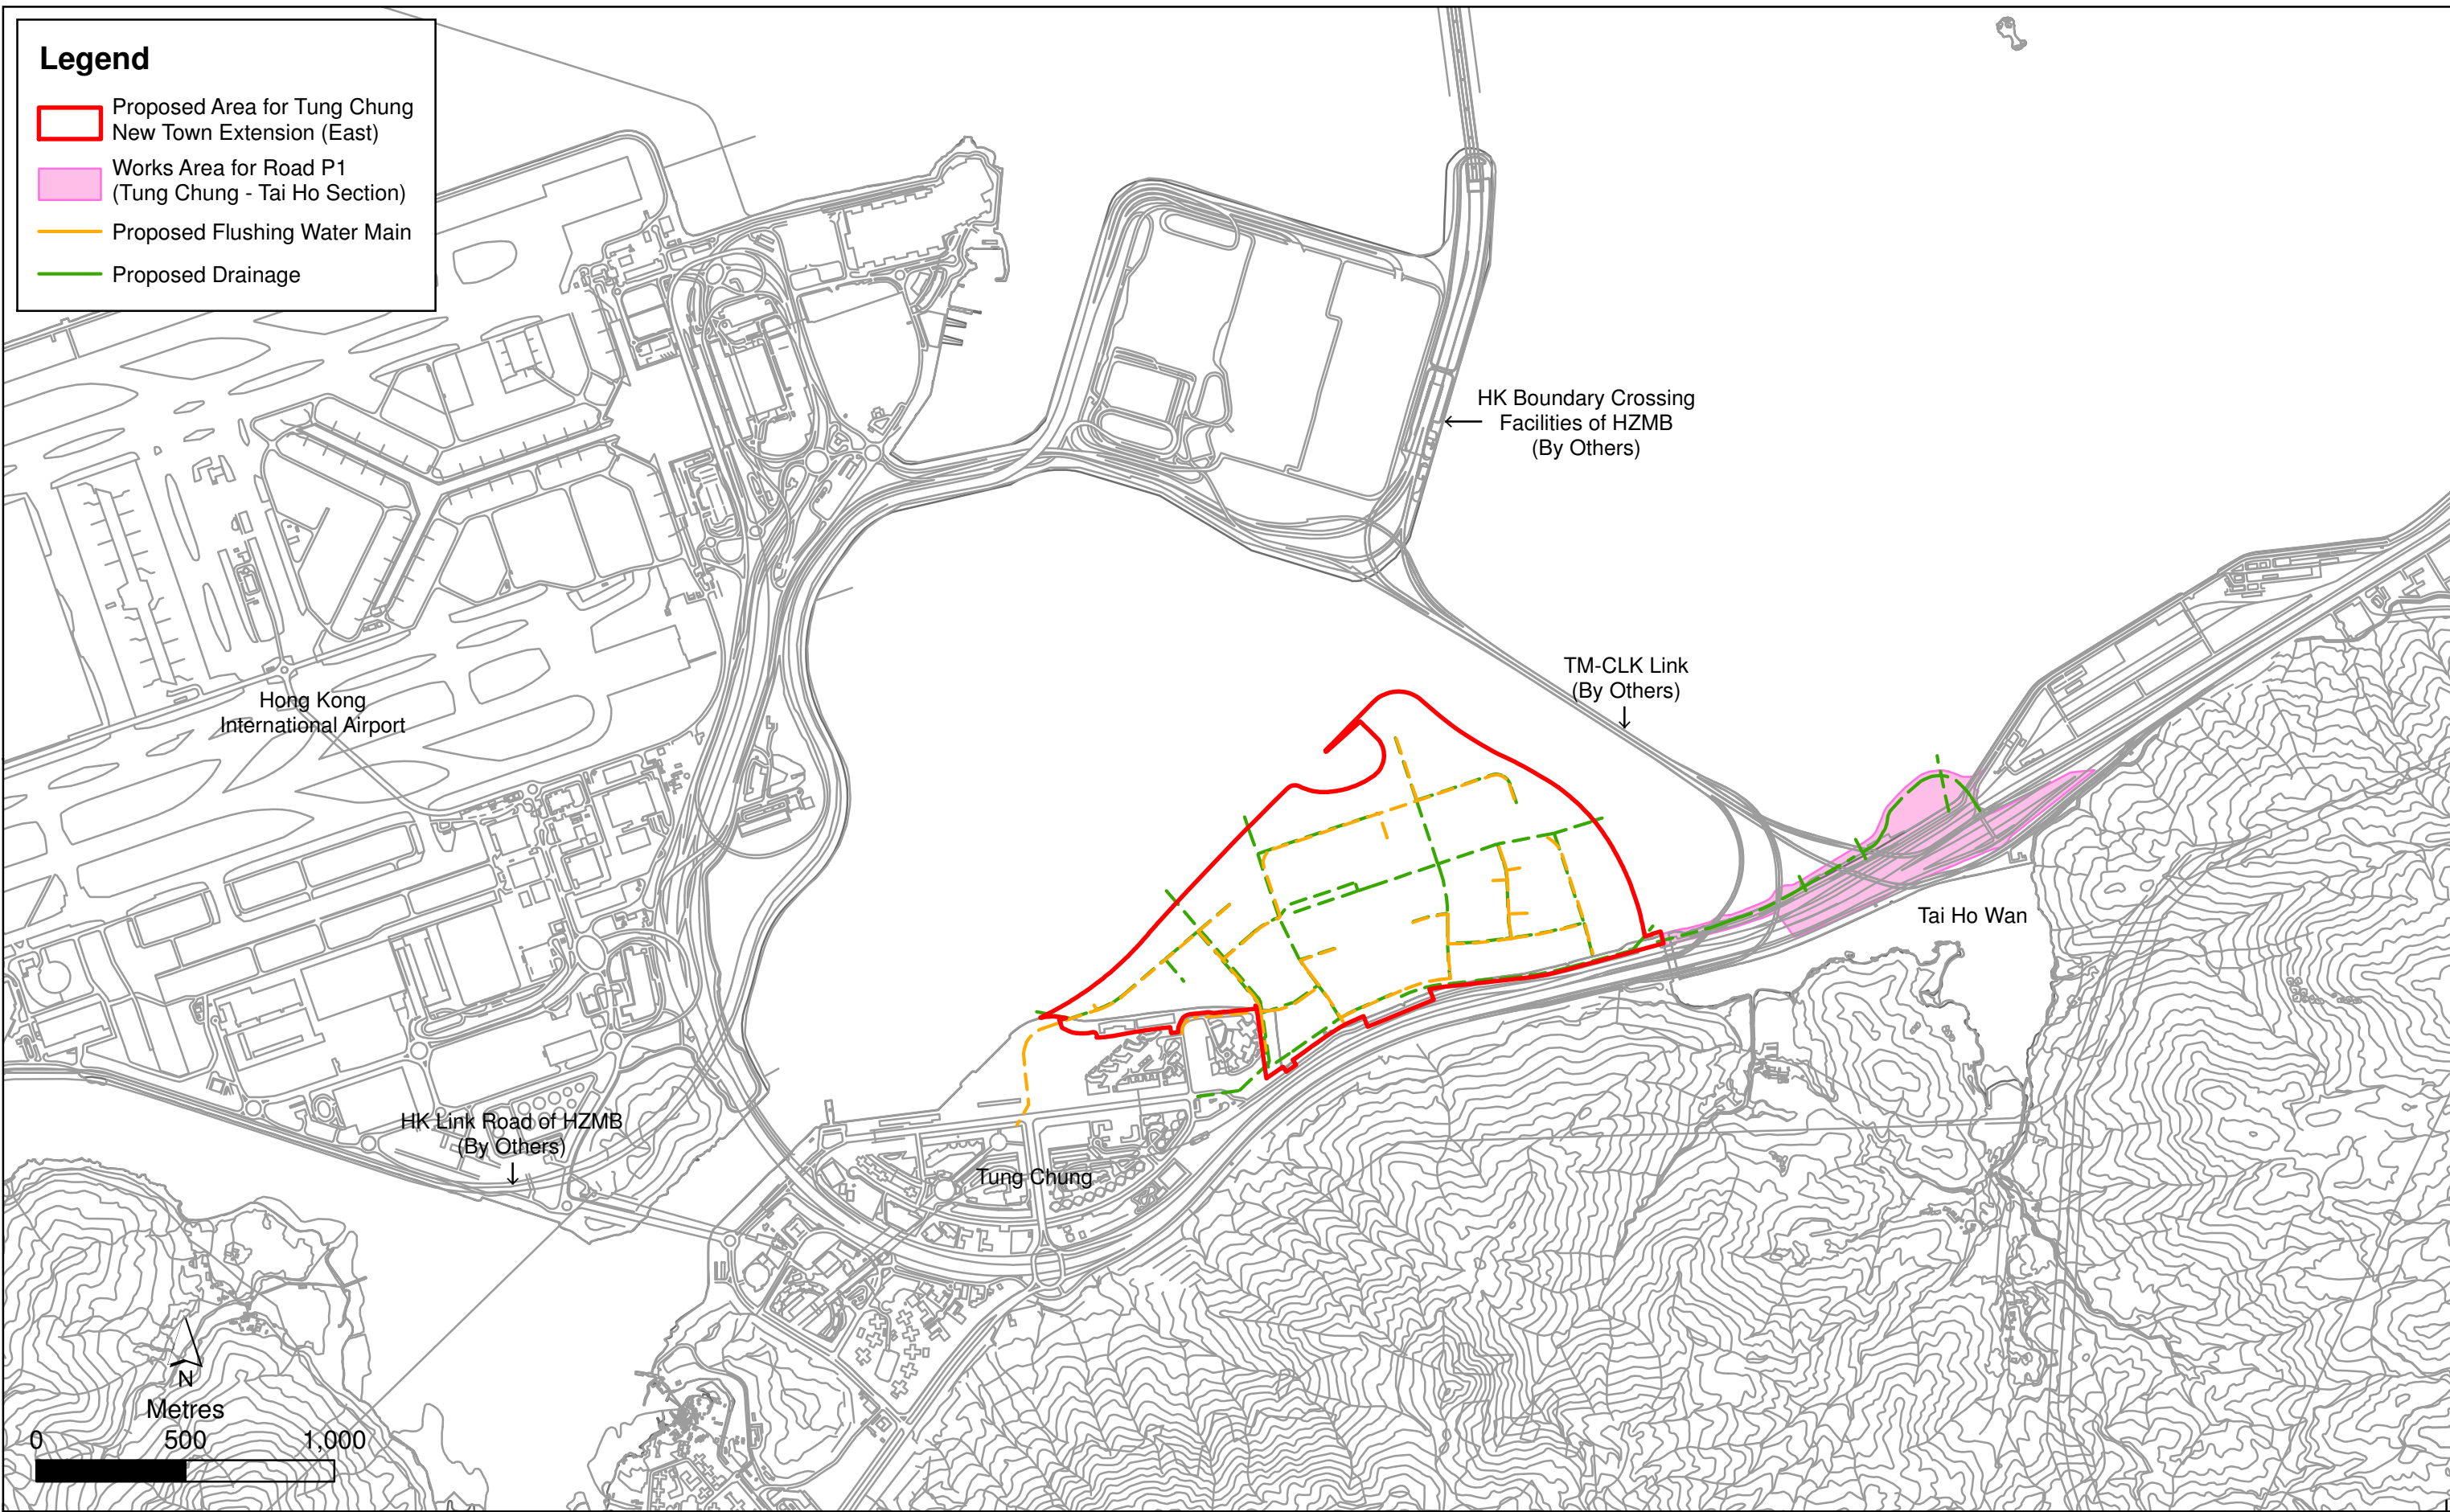 Legend
Proposed Area for Tung Chung
New Town Extension (East)
Works Area for Road P1
(Tung Chung - Tai Ho Section)
Proposed Flushing Water Main
Proposed Drainage
HK Boundary Crossing
Facilities of HZMB
(By Others)
TM-CLK Link
(By Others)
Hong Kong
International Airport
Tai Ho Wan
HK Link Road of HZMB
(By Others)
Tung Chung
N
Metres
0 500 1,000